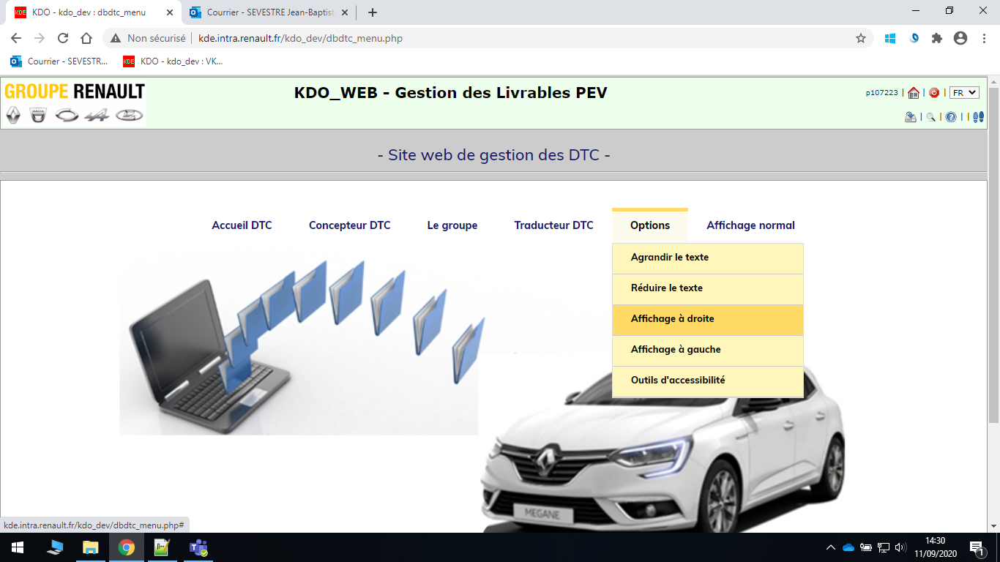 KDE KDO - kdo_dev : dbdtc_menu
Courrier - SEVESTRE Jean-Baptist
Non sécurisé kde.intra.renault.fr/kdo_dev/dbdtc_menu.php
Courrier - SEVESTR... KDE KDO - kdo_dev : VK...
GROUPE RENAULT
KDO_WEB - Gestion des Livrables PEV
p107223 | | | FR
- Site web de gestion des DTC -
Accueil DTC Concepteur DTC Le groupe Traducteur DTC Options Affichage normal
Agrandir le texte
Réduire le texte
Affichage à droite
Affichage à gauche
Outils d'accessibilité
MEGANE
kde.intra.renault.fr/kdo_dev/dbdtc_menu.php#
14:30
11/09/2020
1